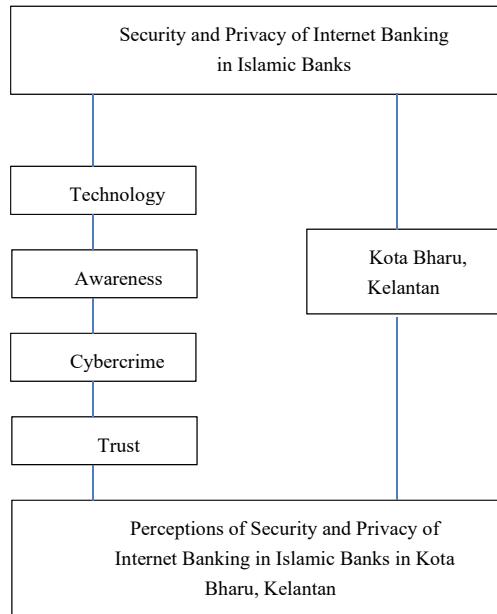 Security and Privacy of Internet Banking
in Islamic Banks
Technology
Awareness
Cybercrime
Trust
Kota Bharu,
Kelantan
Perceptions of Security and Privacy of
Internet Banking in Islamic Banks in Kota
Bharu, Kelantan